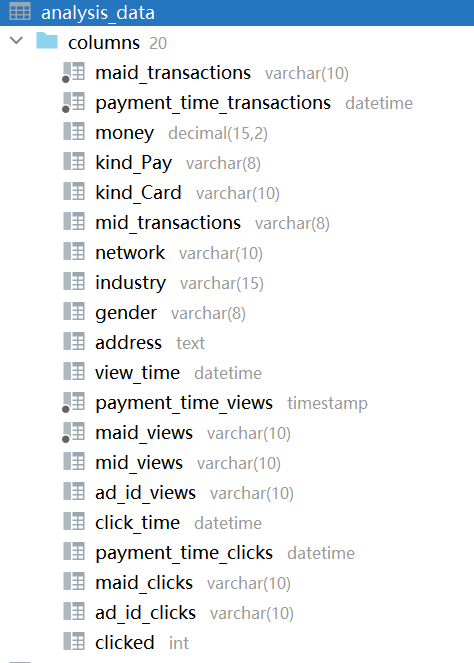 analysis_data
columns 20
maid_transactions varchar(10)
payment_time_transactions datetime
money decimal(15,2)
kind_Pay varchar(8)
kind_Card varchar(10)
mid_transactions varchar(8)
network varchar(10)
industry varchar(15)
gender varchar(8)
address text
view_time datetime
payment_time_views timestamp
maid_views varchar(10)
mid_views varchar(10)
ad_id_views varchar(10)
click_time datetime
payment_time_clicks datetime
maid_clicks varchar(10)
ad_id_clicks varchar(10)
clicked int